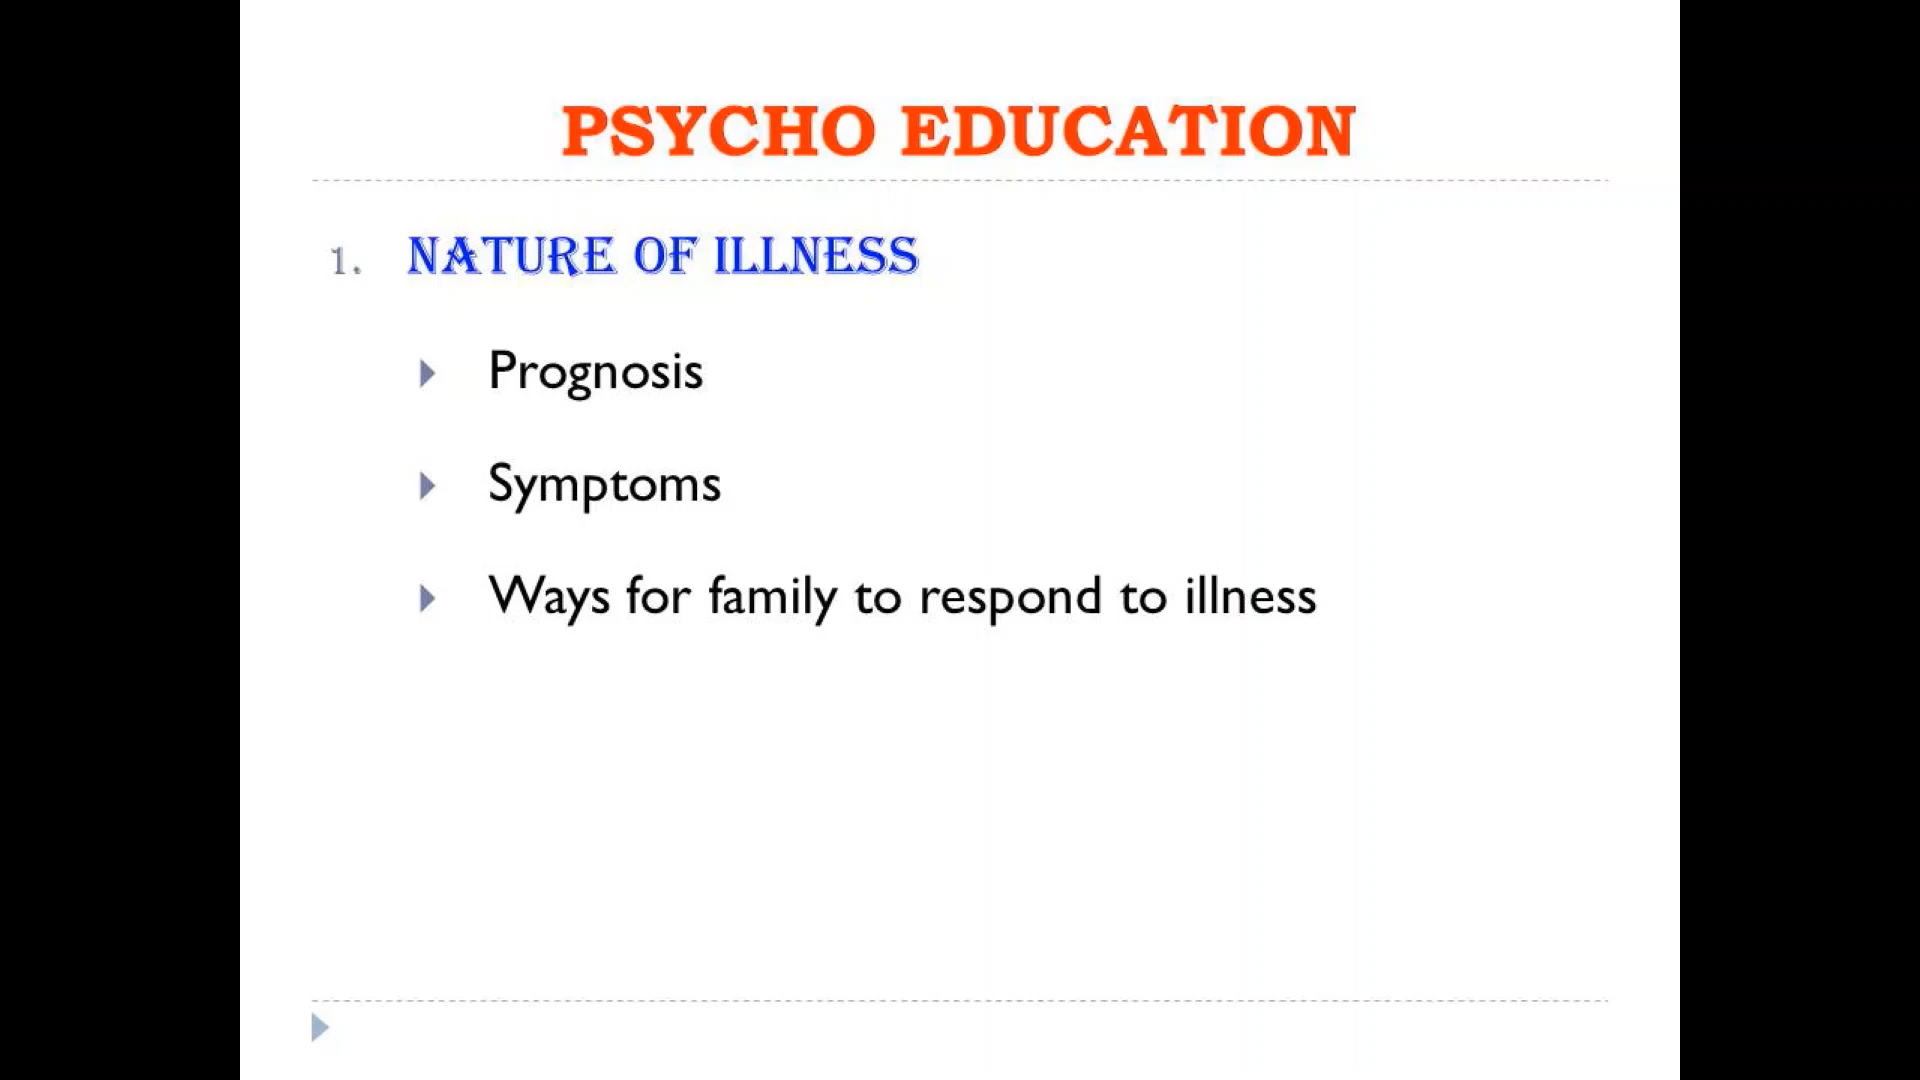 PSYCHO EDUCATION
1. NATURE OF ILLNESS
Prognosis
Symptoms
Ways for family to respond to illness